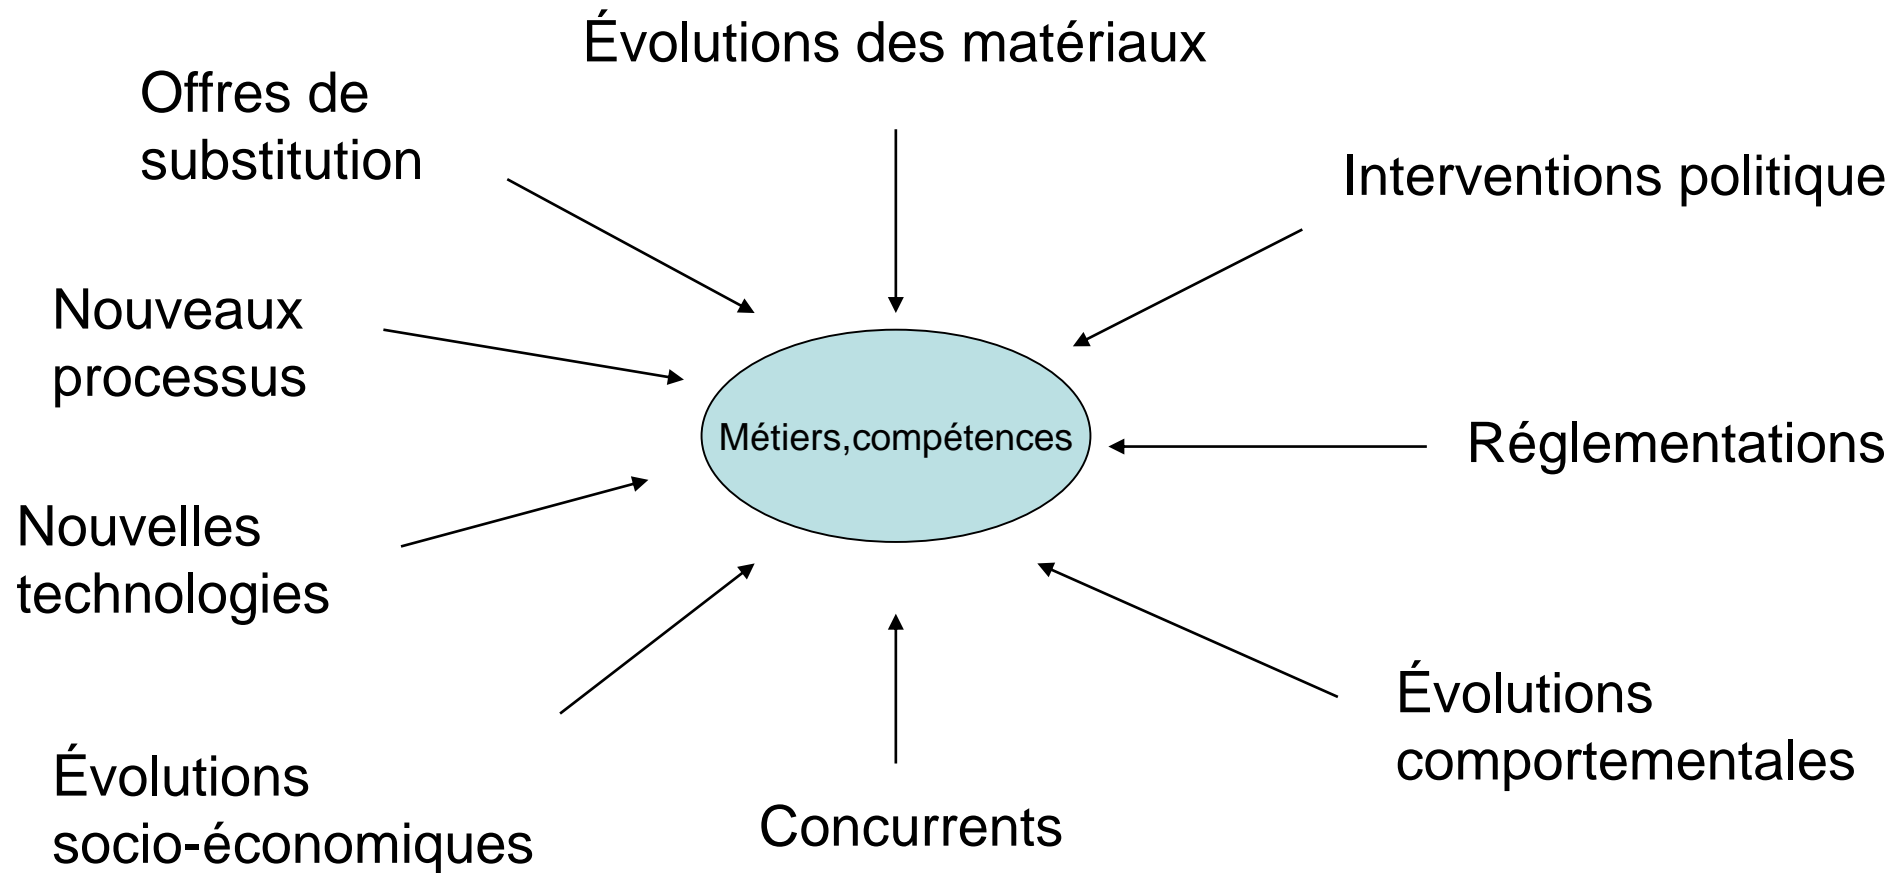 Évolutions des matériaux
Offres de
substitution
Interventions politique
Nouveaux
processus
Métiers,compétences
Réglementations
Nouvelles
technologies
Évolutions
comportementales
Évolutions
socio-économiques
Concurrents